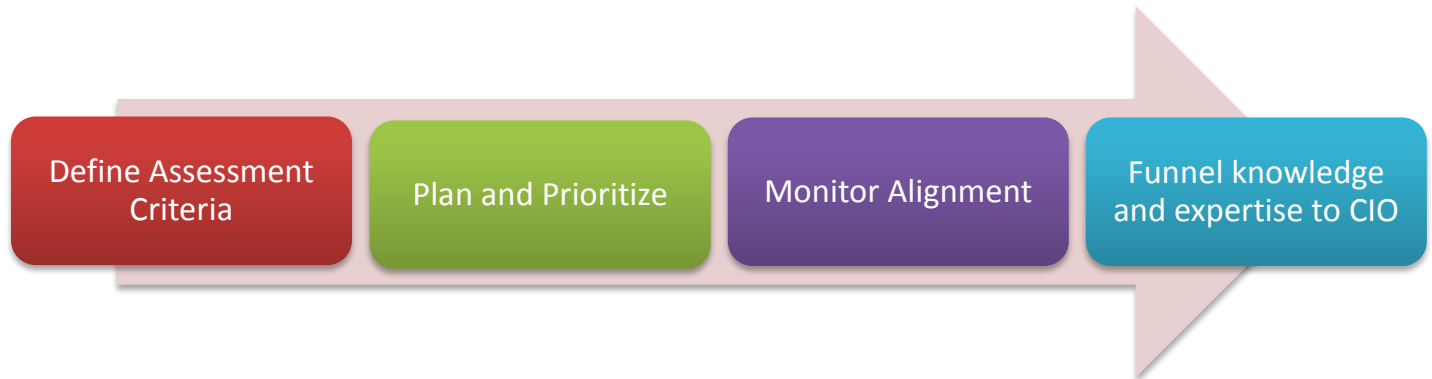 Define Assessment
Criteria
Plan and Prioritize
Monitor Alignment
Funnel knowledge
and expertise to CIO